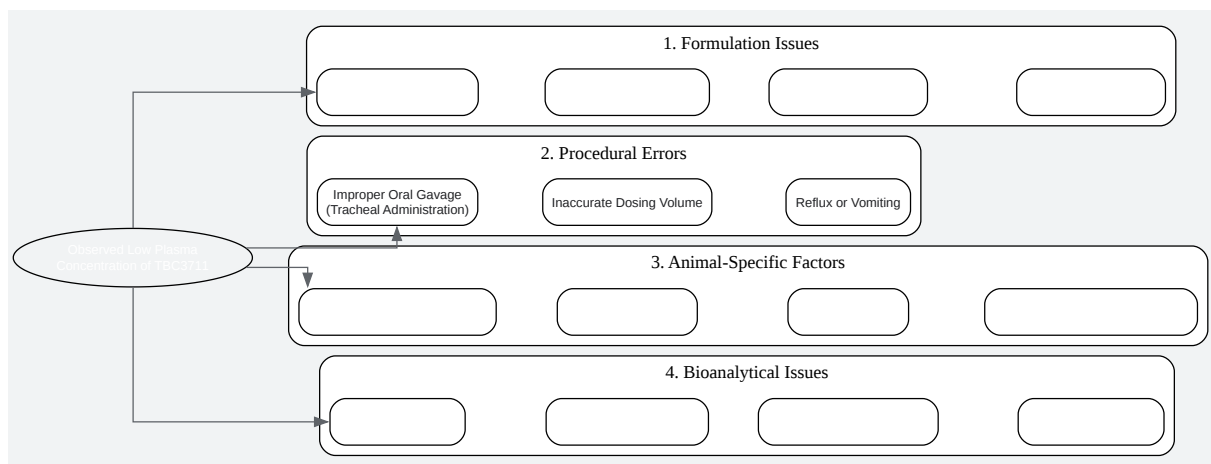 1. Formulation Issues
2. Procedural Errors
Improper Oral Gavage
(Tracheal Administration)
Inaccurate Dosing Volume
Reflux or Vomiting
Observed Low Plasma
Concentration of TBC3711
3. Animal-Specific Factors
4. Bioanalytical Issues